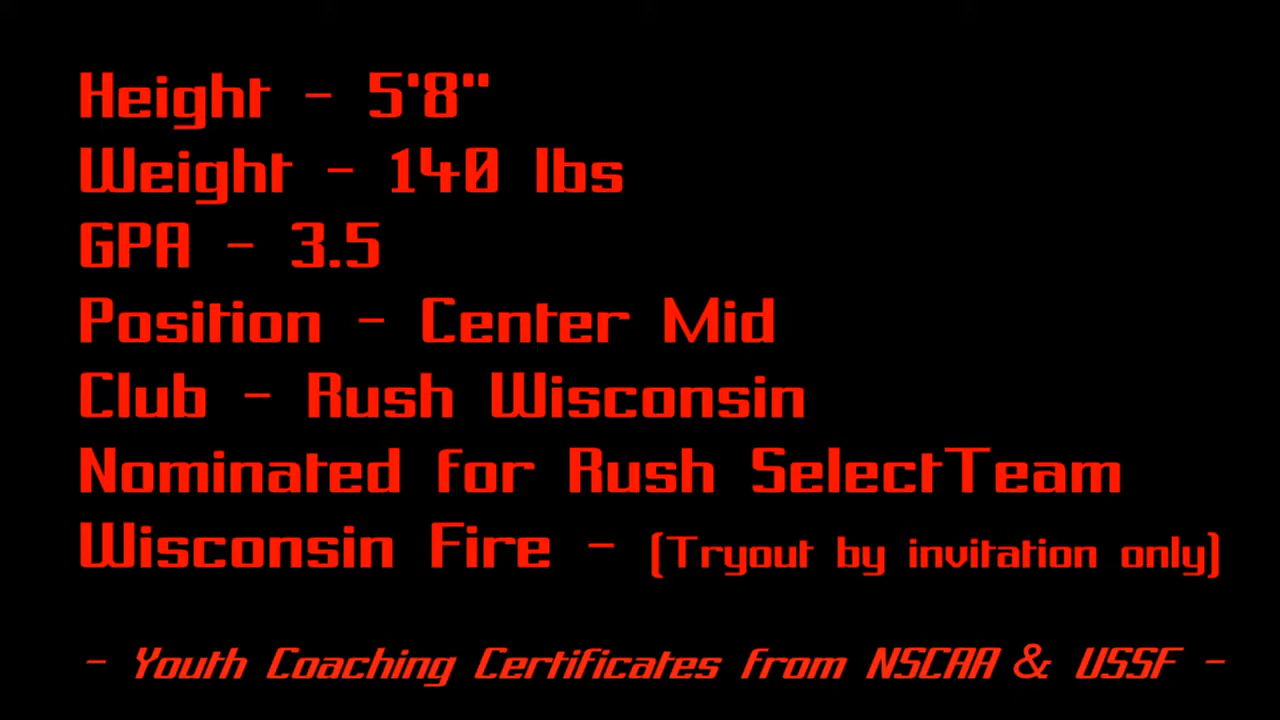 Height - 5'8"
Weight - 140 lbs
GPA - 3.5
Position - Center Mid
Club - Rush Wisconsin
Nominated for Rush SelectTeam
Wisconsin Fire - (Tryout by invitation only)
- Youth Coaching Certificates from NSCAA & USSF -